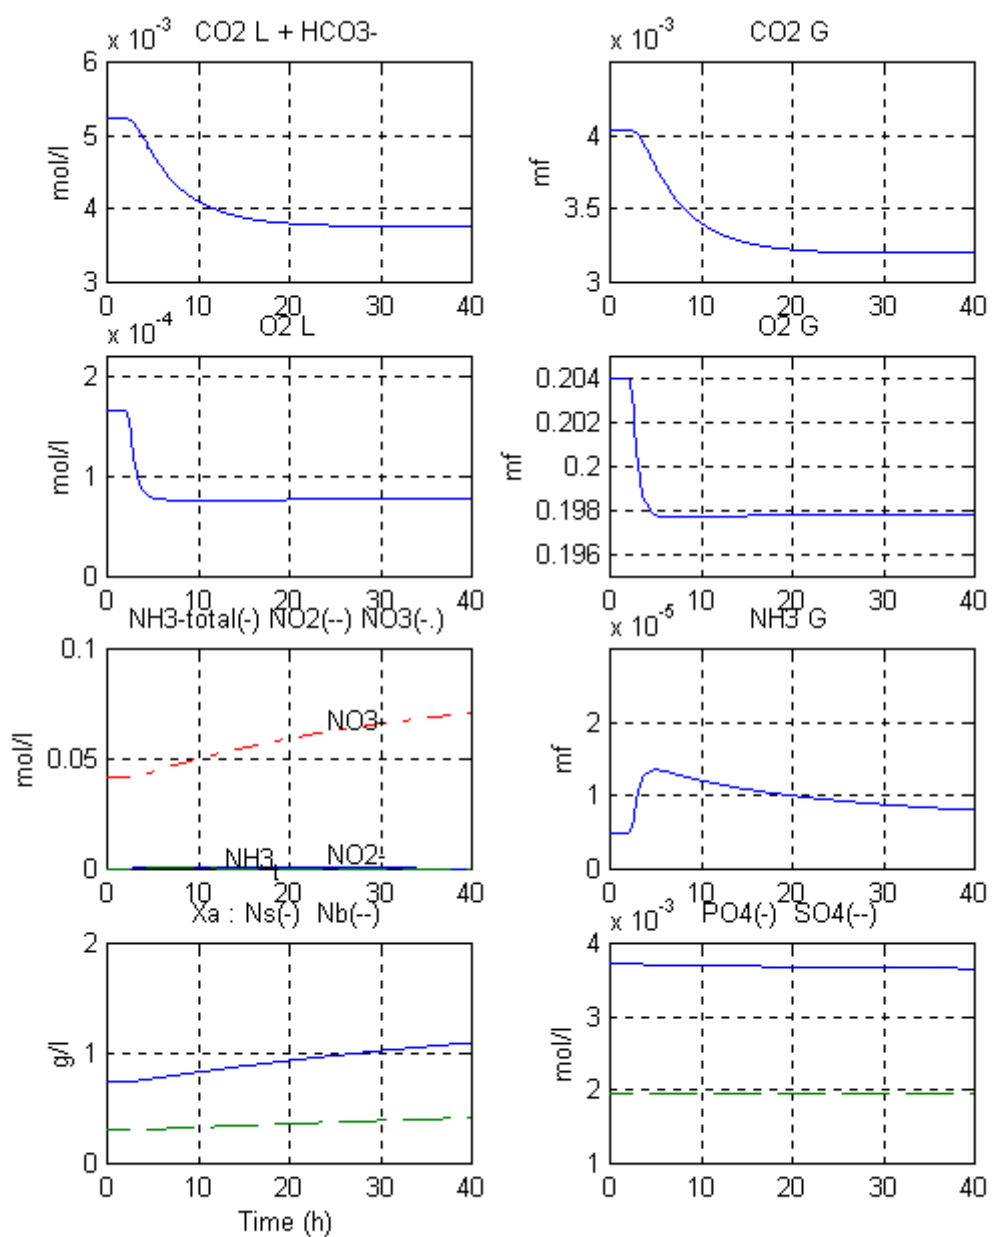 x 10-3 CO2 L + HCO3-
6
5
4
3
mol/l
0 10 20 30 40
x 10-3 CO2 G
4
3.5
3
mf
0 10 20 30 40
x 10-4 O2 L
2
1
0
mol/l
0 10 20 30 40
O2 G
0.204
0.202
0.2
0.198
0.196
mf
0 10 20 30 40
NH3-total(-) NO2(--) NO3(-.)
0.1
0.05
0
mol/l
NO3-
NH3t
NO2-
0 10 20 30 40
x 10-5 NH3 G
2
1
0
mf
0 10 20 30 40
Xa : Ns(-) Nb(--)
2
1
0
g/l
0 10 20 30 40
Time (h)
x 10-3 PO4(-) SO4(--)
4
3
2
1
mol/l
0 10 20 30 40